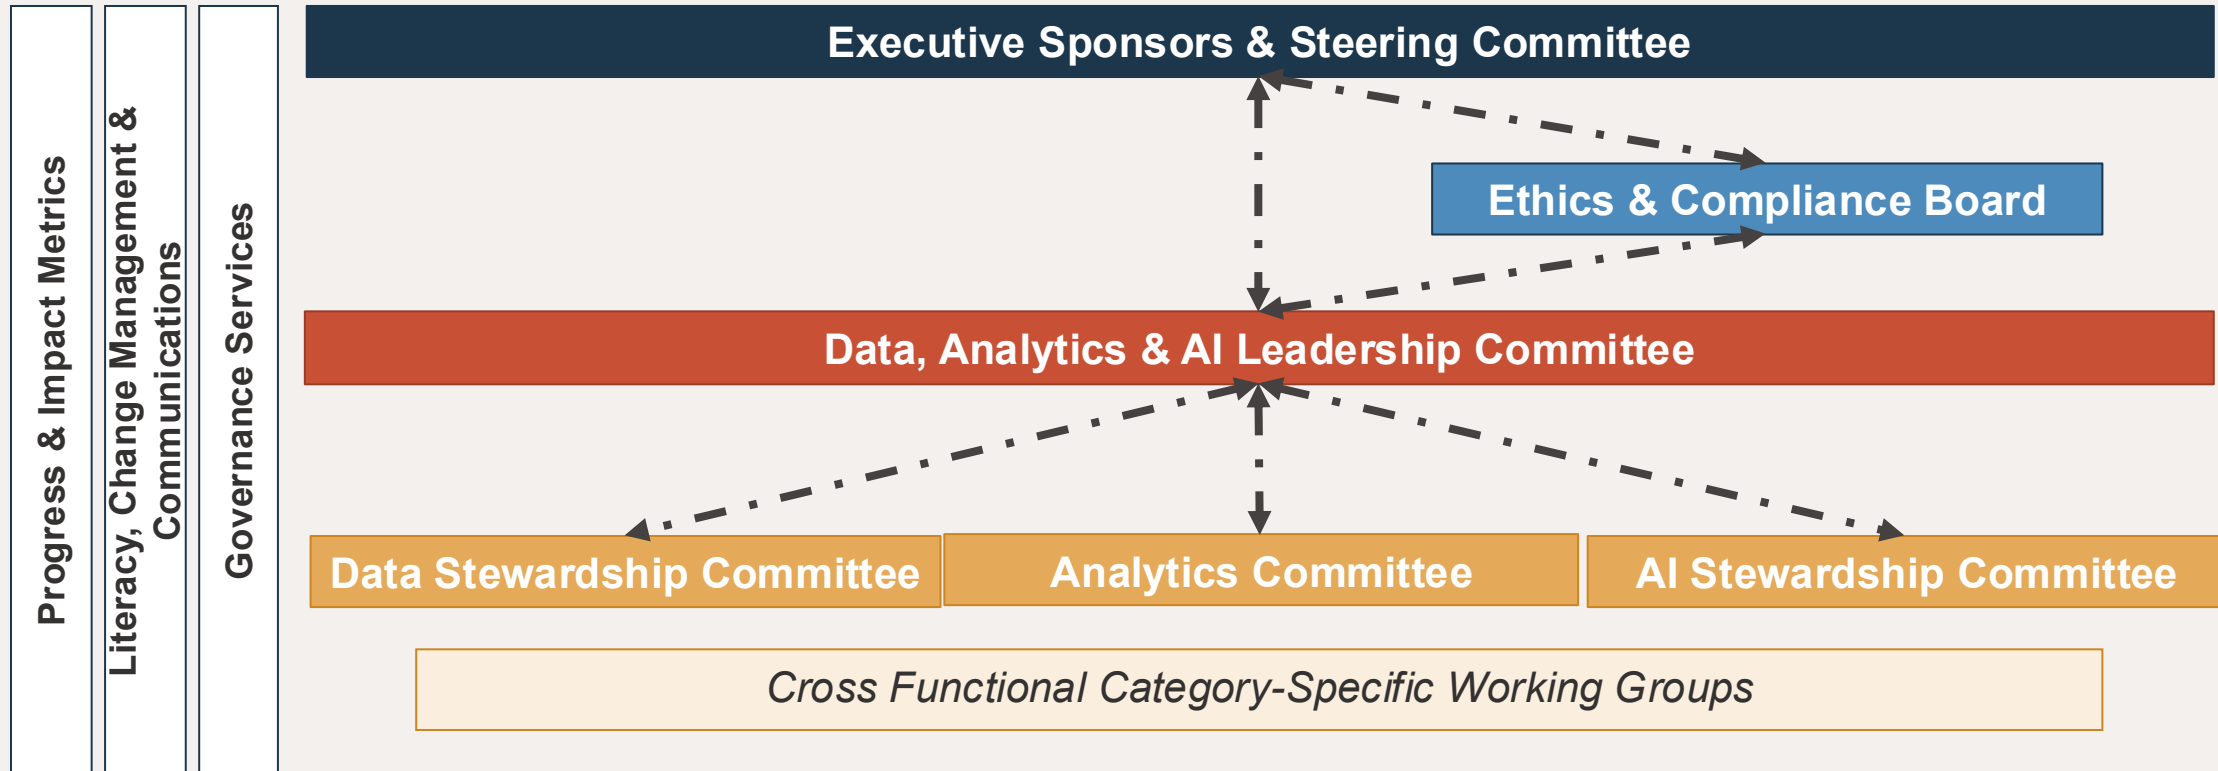 Progress & Impact Metrics
Literacy, Change Management &
Communications
Governance Services
Executive Sponsors & Steering Committee
Ethics & Compliance Board
Data, Analytics & AI Leadership Committee
Data Stewardship Committee
Analytics Committee
AI Stewardship Committee
Cross Functional Category-Specific Working Groups